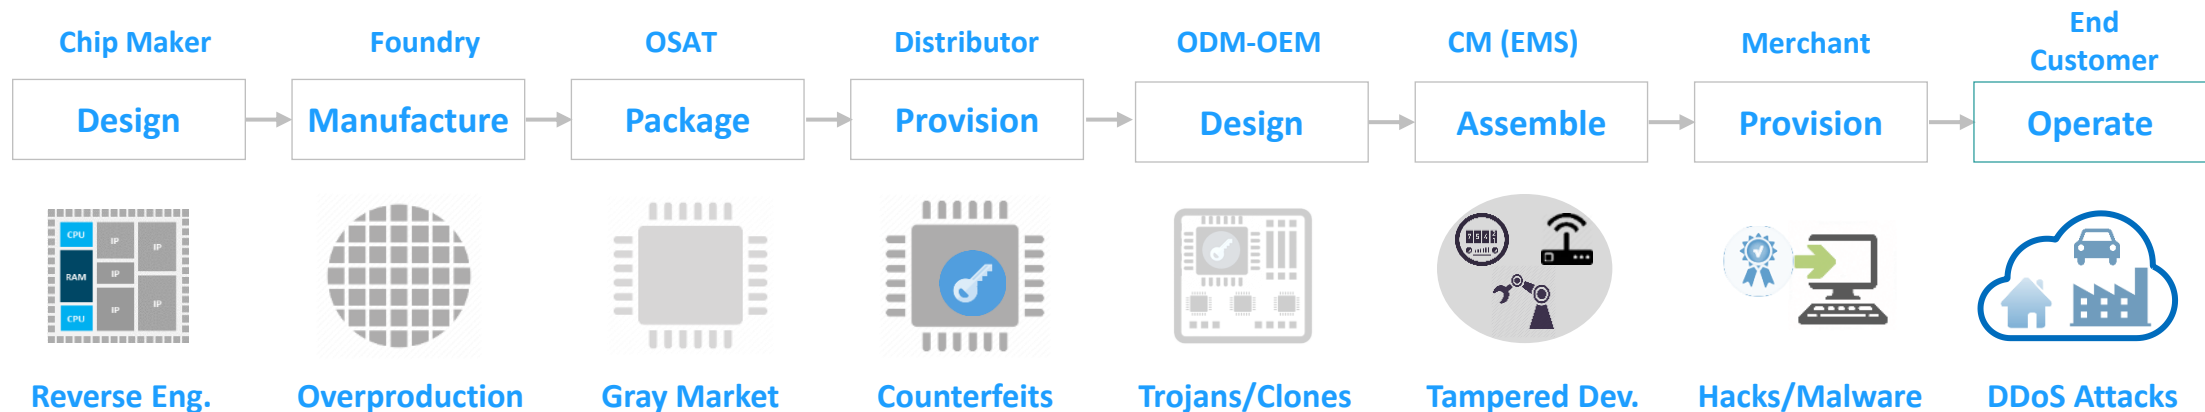 Chip Maker
Foundry
OSAT
Distributor
ODM-OEM
CM (EMS)
Merchant
End
Customer
Design
Manufacture
Package
Provision
Design
Assemble
Provision
Operate
CPU
IP
IP
RAM
IP
IP
IP
CPU
Reverse Eng.
Overproduction
Gray Market
Counterfeits
Trojans/Clones
Tampered Dev.
Hacks/Malware
DDoS Attacks